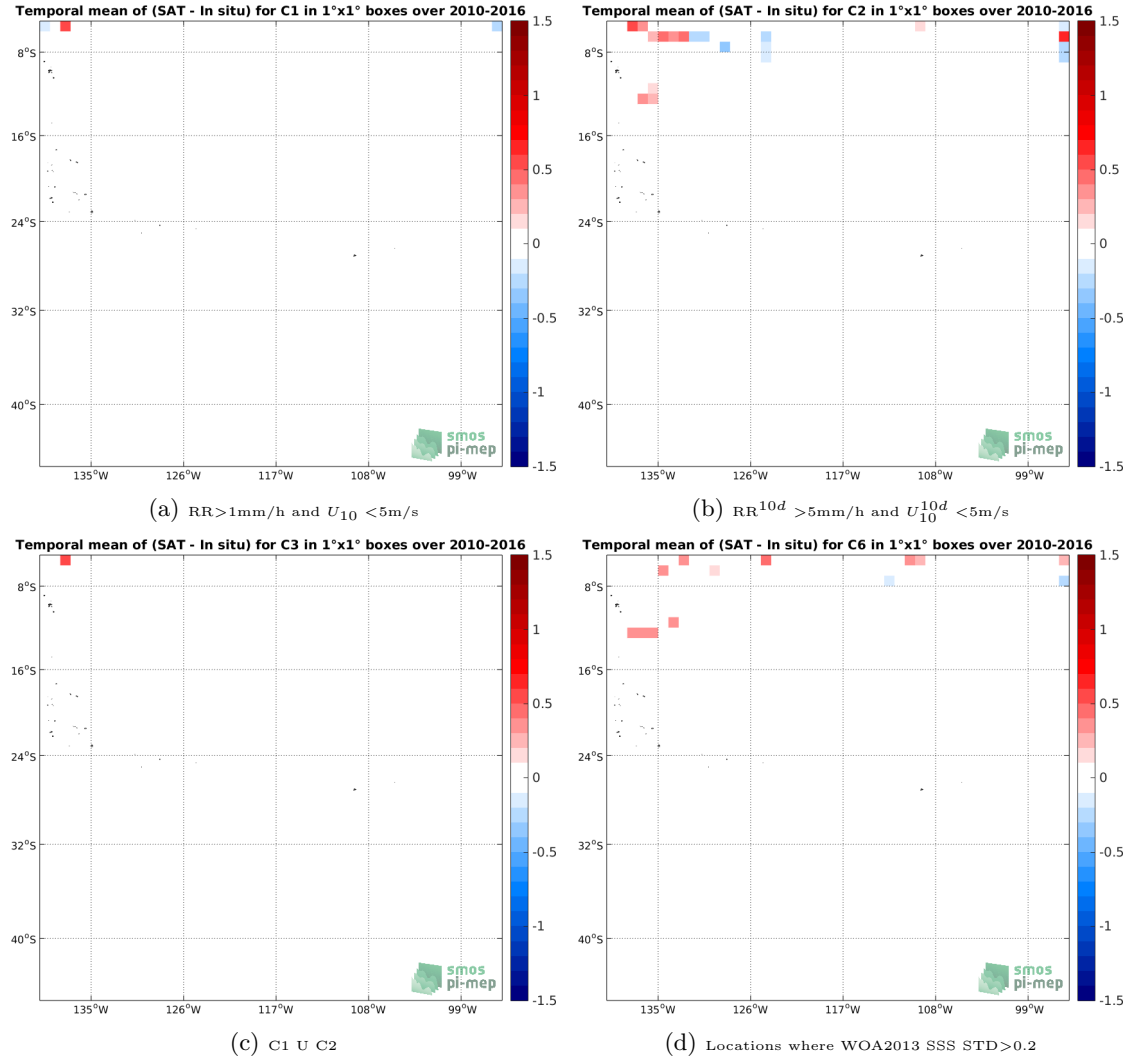 Temporal mean of (SAT - In situ) for C1 in 1°x1° boxes over 2010-2016
8°S
16°S
24°S
32°S
40°S
135°W
126°W
117°W
108°W
99°W
1.5
1
0.5
0
-0.5
-1
-1.5
smos
pi-mep
(a) RR>1mm/h and U10 <5m/s
Temporal mean of (SAT - In situ) for C2 in 1°x1° boxes over 2010-2016
8°S
16°S
24°S
32°S
40°S
135°W
126°W
117°W
108°W
99°W
1.5
1
0.5
0
-0.5
-1
-1.5
smos
pi-mep
(b) RR10d >5mm/h and U10d10 <5m/s
Temporal mean of (SAT - In situ) for C3 in 1°x1° boxes over 2010-2016
8°S
16°S
24°S
32°S
40°S
135°W
126°W
117°W
108°W
99°W
1.5
1
0.5
0
-0.5
-1
-1.5
smos
pi-mep
(c) C1 U C2
Temporal mean of (SAT - In situ) for C6 in 1°x1° boxes over 2010-2016
8°S
16°S
24°S
32°S
40°S
135°W
126°W
117°W
108°W
99°W
1.5
1
0.5
0
-0.5
-1
-1.5
smos
pi-mep
(d) Locations where WOA2013 SSS STD>0.2